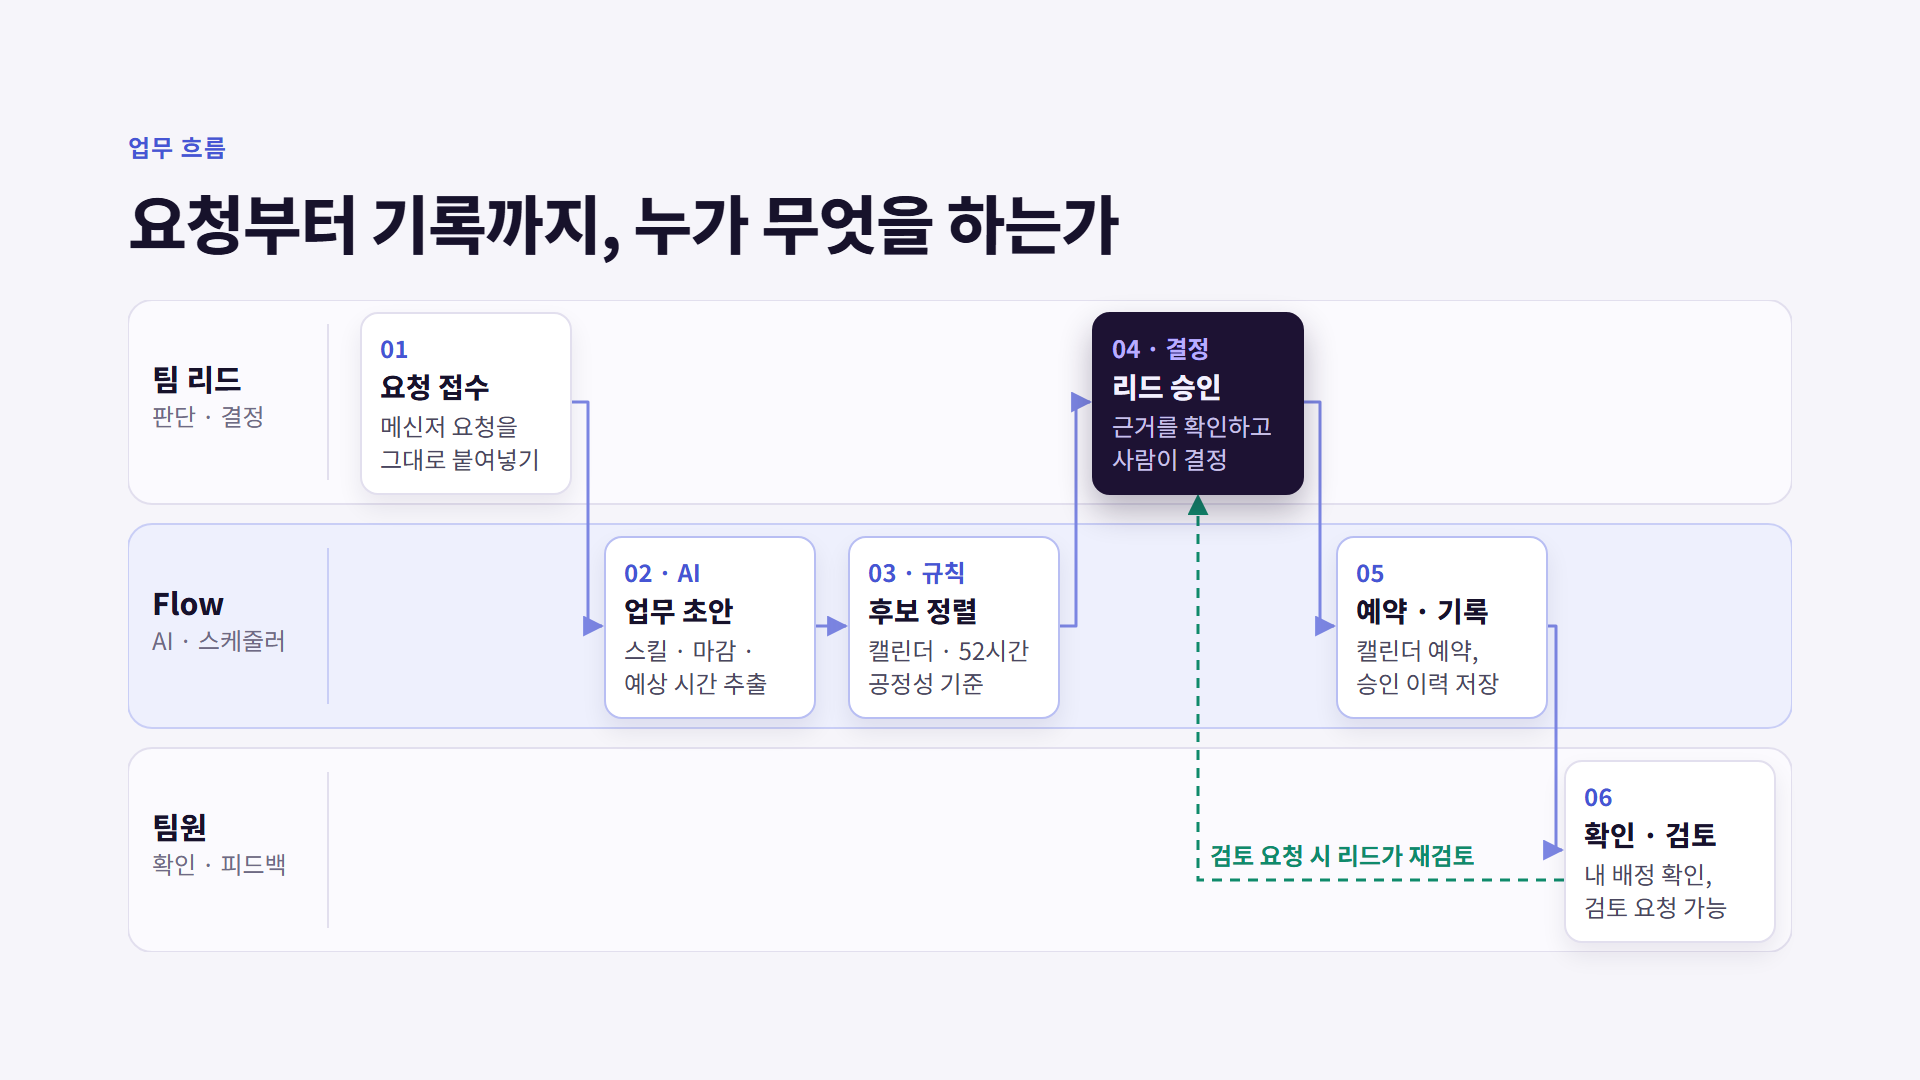 업무 흐름
요청부터 기록까지, 누가 무엇을 하는가
팀 리드
판단 · 결정
01
요청 접수
메신저 요청을
그대로 붙여넣기
04 · 결정
리드 승인
근거를 확인하고
사람이 결정
Flow
AI · 스케줄러
02 · AI
업무 초안
스킬 · 마감 ·
예상 시간 추출
03 · 규칙
후보 정렬
캘린더 · 52시간
공정성 기준
05
예약 · 기록
캘린더 예약,
승인 이력 저장
팀원
확인 · 피드백
검토 요청 시 리드가 재검토
06
확인 · 검토
내 배정 확인,
검토 요청 가능